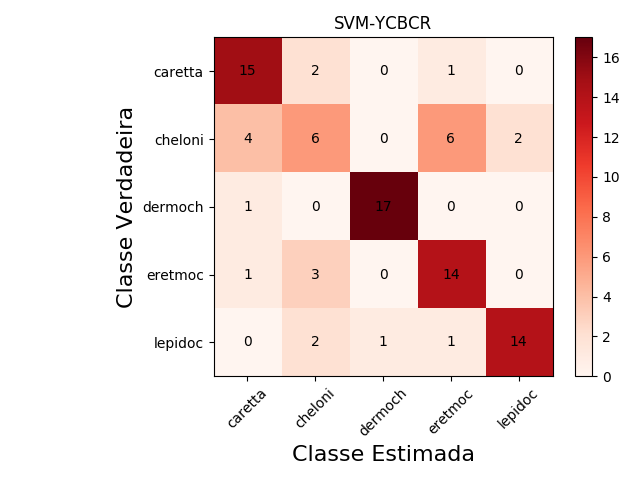 SVM-YCBCR
caretta 15 2 0 1 0
cheloni 4 6 0 6 2
dermoch 1 0 17 0 0
eretmoc 1 3 0 14 0
lepidoc 0 2 1 1 14
caretta cheloni dermoch eretmoc lepidoc
Classe Estimada
Classe Verdadeira
16
14
12
10
8
6
4
2
0